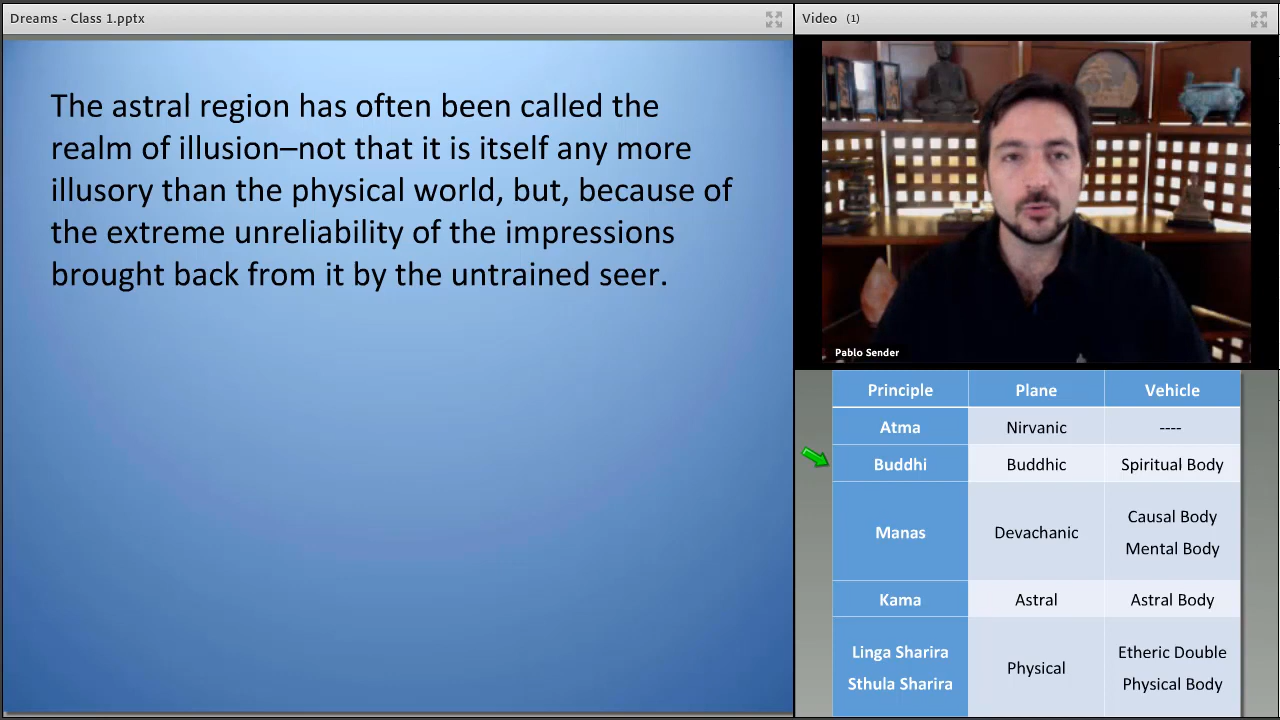 Dreams - Class 1.pptx
The astral region has often been called the
realm of illusion–not that it is itself any more
illusory than the physical world, but, because of
the extreme unreliability of the impressions
brought back from it by the untrained seer.
Video (1)
Pablo Sender
Principle Plane Vehicle
Atma Nirvanic ----
Buddhi Buddhic Spiritual Body
Manas Devachanic Causal Body
Mental Body
Kama Astral Astral Body
Linga Sharira Physical Etheric Double
Sthula Sharira Physical Body